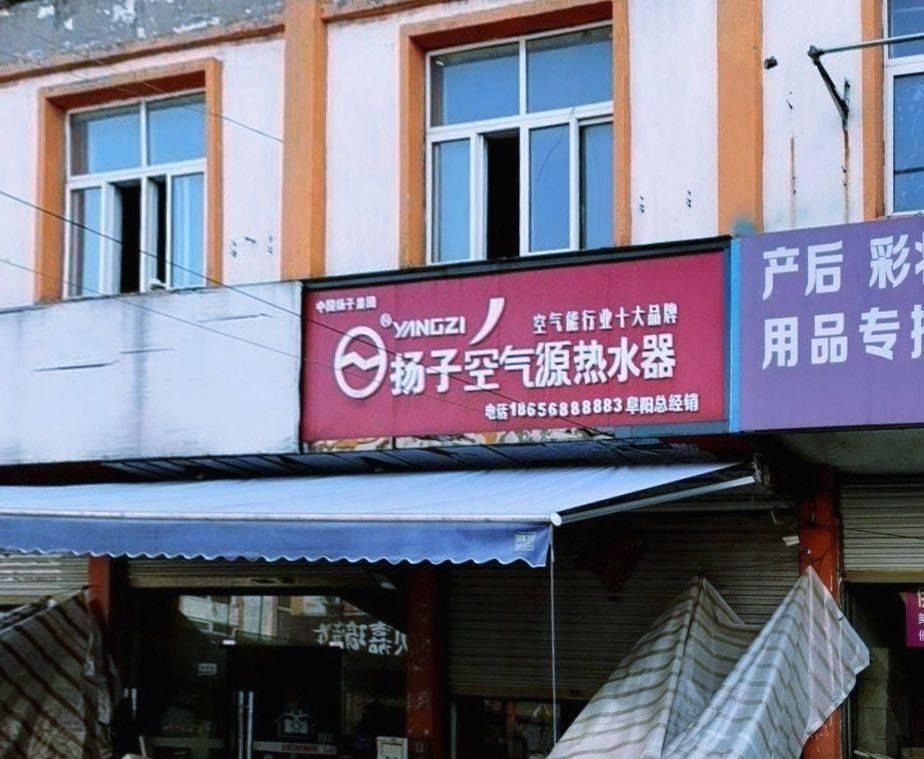 中国扬子集团
YANGZI
空气能行业十大品牌
扬子空气源热水器
电话18656888883 阜阳总经销
产后 彩
用品专